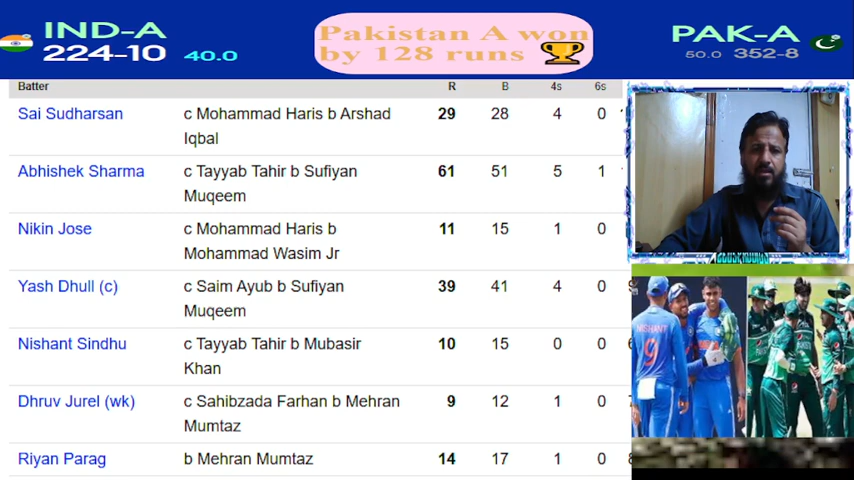 IND-A
224-10 40.0
Pakistan A won
by 128 runs
PAK-A
50.0 352-8
Batter R B 4s 6s
Sai Sudharsan c Mohammad Haris b Arshad Iqbal 29 28 4 0
Abhishek Sharma c Tayyab Tahir b Sufiyan Muqeem 61 51 5 1
Nikin Jose c Mohammad Haris b Mohammad Wasim Jr 11 15 1 0
Yash Dhull (c) c Saim Ayub b Sufiyan Muqeem 39 41 4 0
Nishant Sindhu c Tayyab Tahir b Mubasir Khan 10 15 0 0
Dhruv Jurel (wk) c Sahibzada Farhan b Mehran Mumtaz 9 12 1 0
Riyan Parag b Mehran Mumtaz 14 17 1 0
NISHANT
9